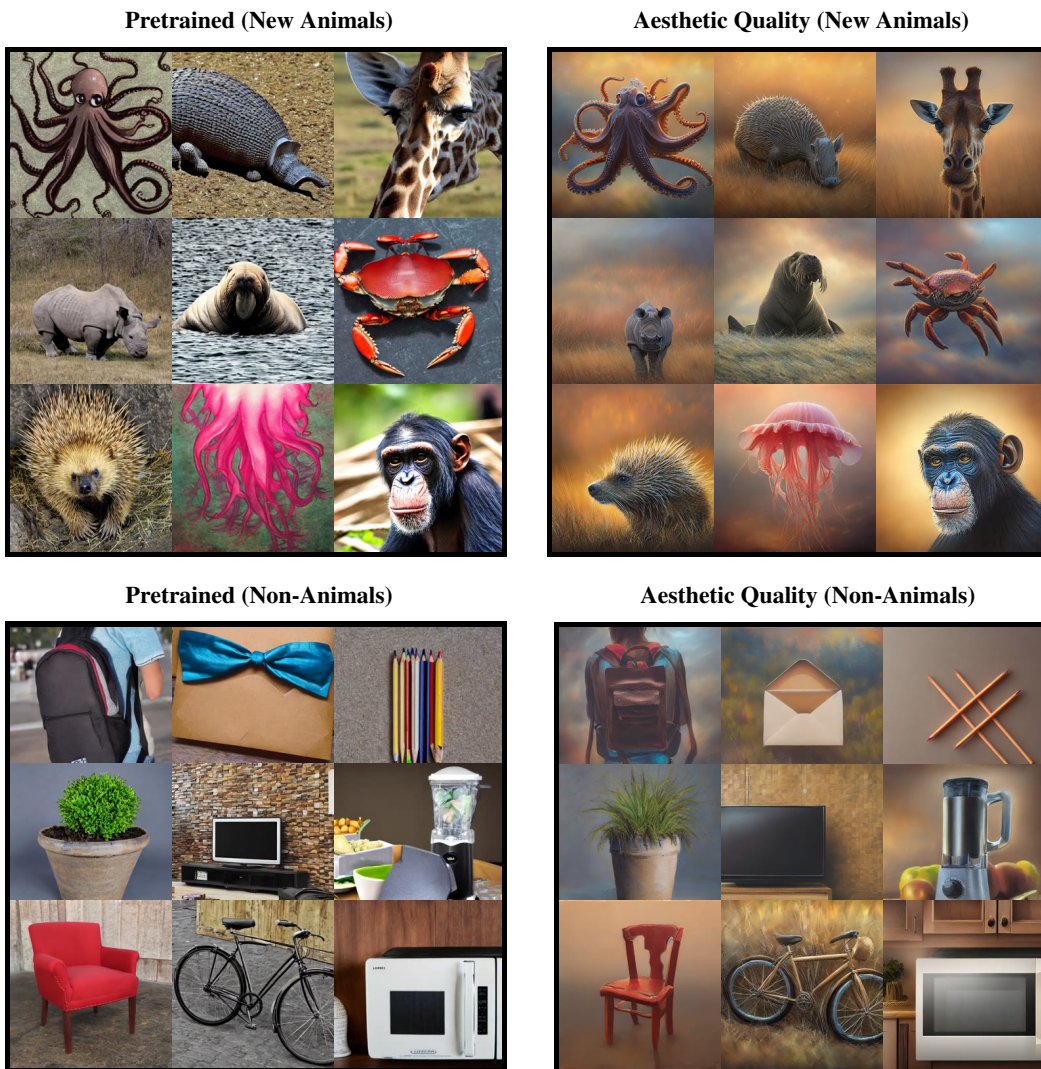 Pretrained (New Animals)
Aesthetic Quality (New Animals)
Pretrained (Non-Animals)
Aesthetic Quality (Non-Animals)